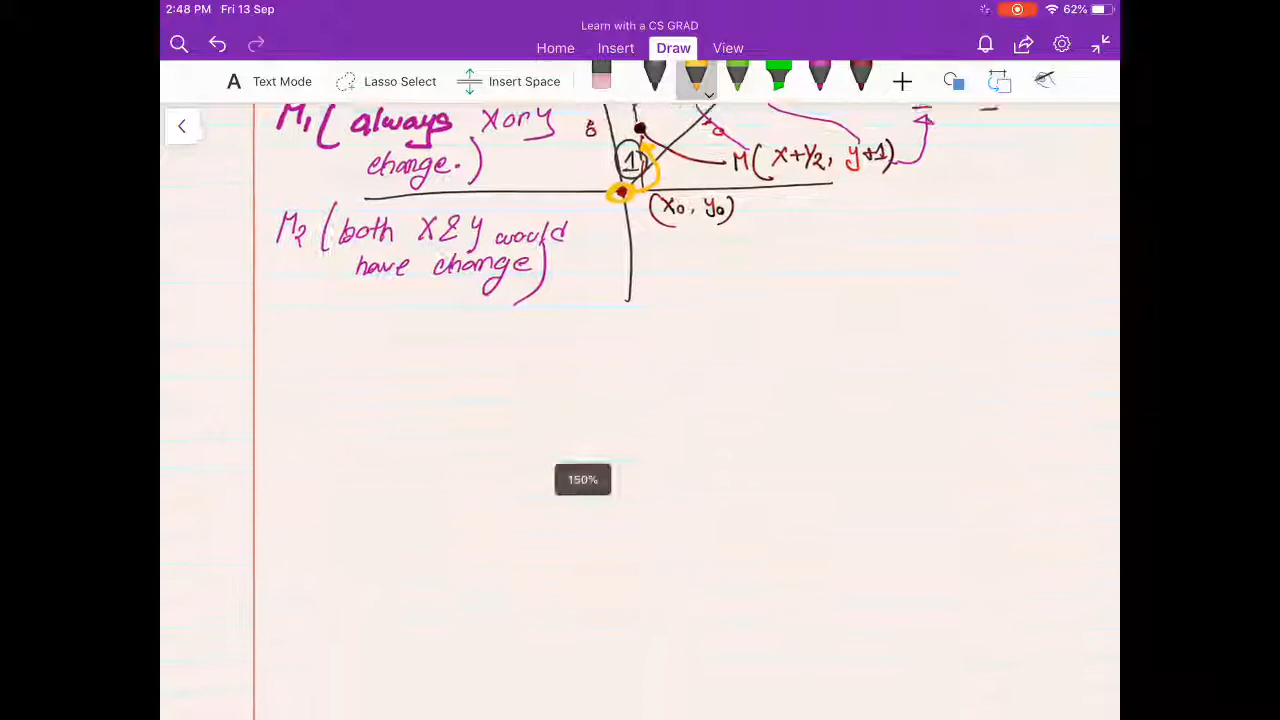 2:48 PM Fri 13 Sep
62%
Learn with a CS GRAD
Home Insert Draw View
A Text Mode Lasso Select Insert Space
M1 ( always X or y
change. )
M2 ( both X & y would
have change )
1
M( x+1/2, y+1)
(x0, y0)
150%